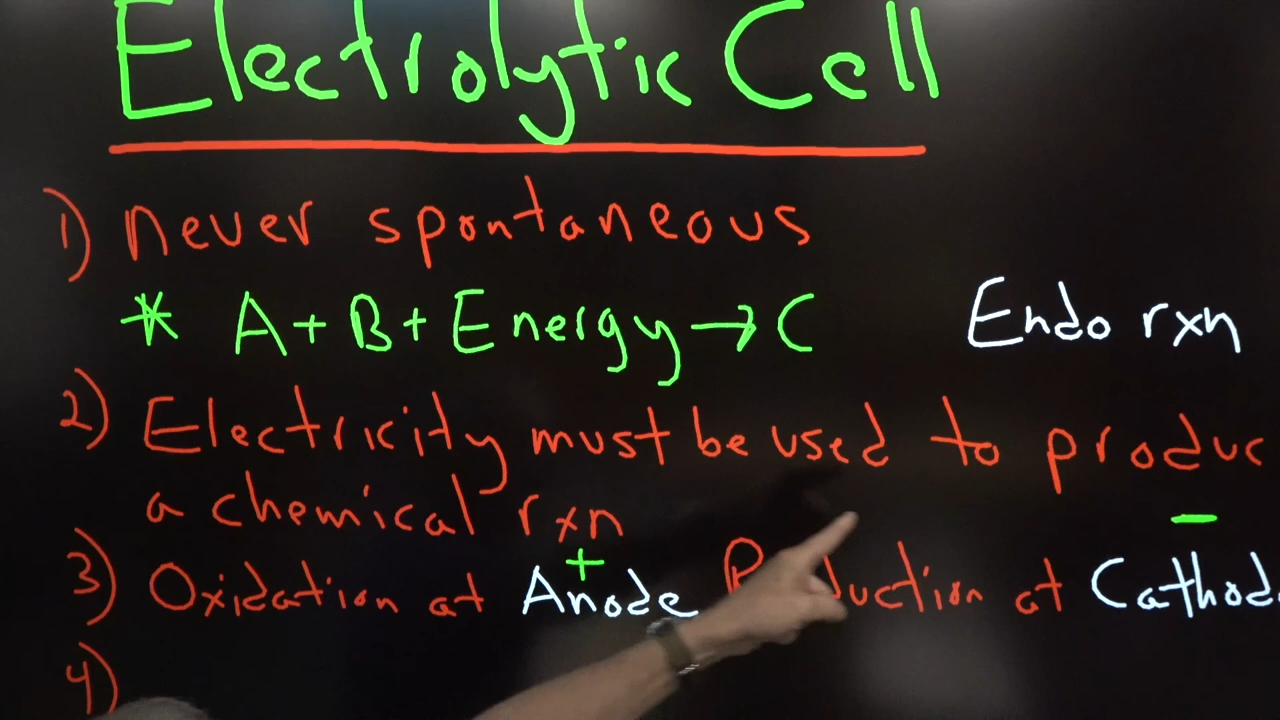 Electrolytic Cell
1) never spontaneous
* A + B + Energy → C Endo rxn
2) Electricity must be used to produc
a chemical rxn
+ −
3) Oxidation at Anode Reduction at Cathod
4)